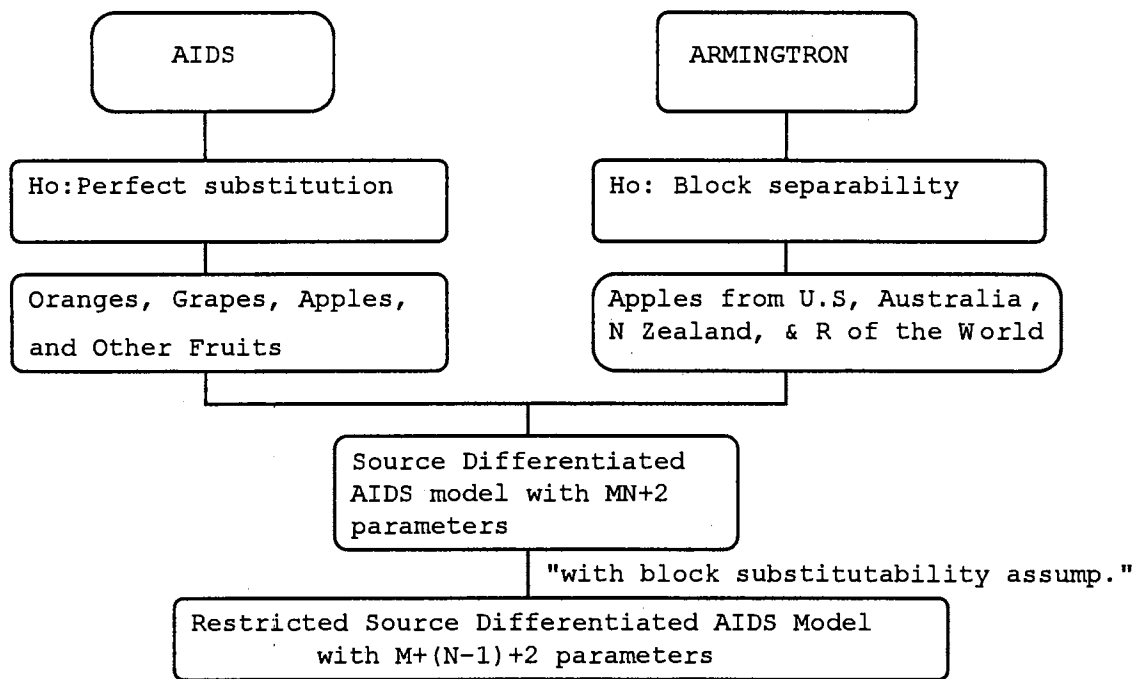 AIDS
ARMINGTRON
Ho:Perfect substitution
Ho: Block separability
Oranges, Grapes, Apples,
and Other Fruits
Apples from U.S, Australia,
N Zealand, & R of the World
Source Differentiated
AIDS model with MN+2
parameters
"with block substitutability assump."
Restricted Source Differentiated AIDS Model
with M+(N-1)+2 parameters